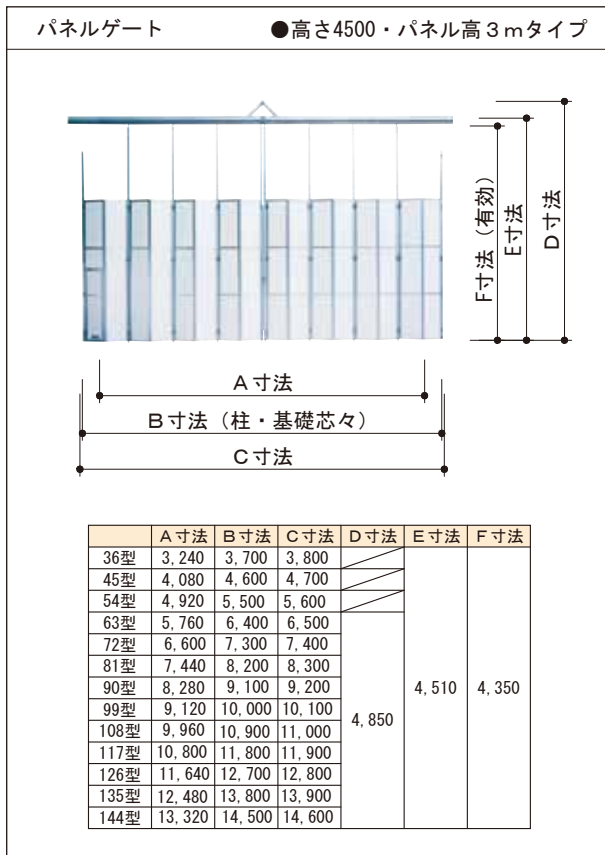 パネルゲート ●高さ4500・パネル高3mタイプ
F寸法（有効）
E寸法
D寸法
A寸法
B寸法（柱・基礎芯々）
C寸法
A寸法 B寸法 C寸法 D寸法 E寸法 F寸法
36型 3,240 3,700 3,800
45型 4,080 4,600 4,700
54型 4,920 5,500 5,600
63型 5,760 6,400 6,500
72型 6,600 7,300 7,400
81型 7,440 8,200 8,300
90型 8,280 9,100 9,200
4,510 4,350
99型 9,120 10,000 10,100
4,850
108型 9,960 10,900 11,000
117型 10,800 11,800 11,900
126型 11,640 12,700 12,800
135型 12,480 13,800 13,900
144型 13,320 14,500 14,600